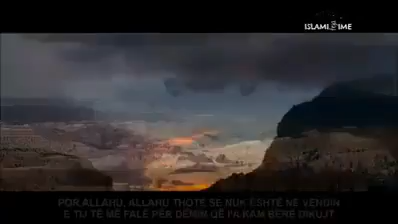 ISLAMI TIME
POR ALLAHU, ALLAHU THOTË SE NUK ËSHTË NË VENDIN
E TIJ TË MË FALË PËR DËNIM QË I'A KAM BËRË DIKUJT